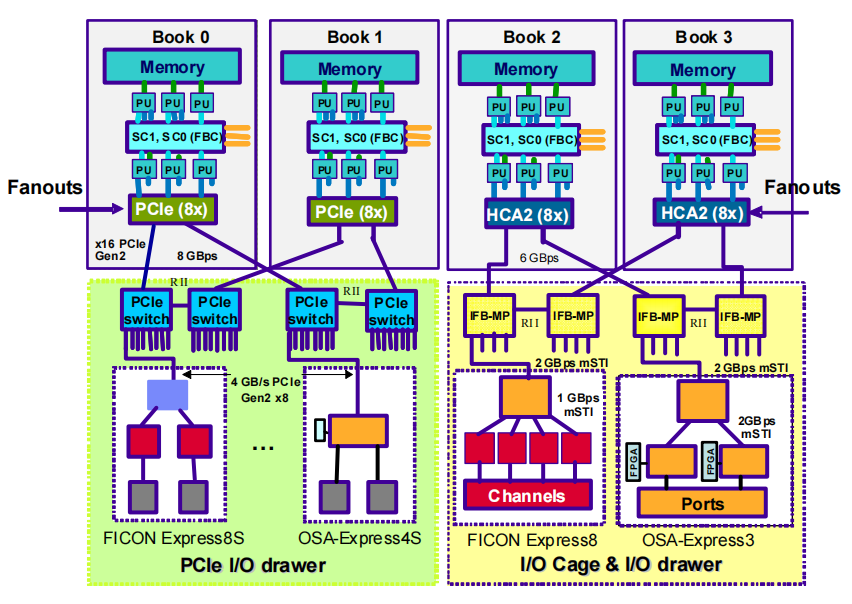 Book 0
Book 1
Book 2
Book 3
Memory
Memory
Memory
Memory
PU PU PU
PU PU PU
PU PU PU
PU PU PU
SC1, SC0 (FBC)
SC1, SC0 (FBC)
SC1, SC0 (FBC)
SC1, SC0 (FBC)
PU PU PU
PU PU PU
PU PU PU
PU PU PU
Fanouts
PCIe (8x)
PCIe (8x)
HCA2 (8x)
HCA2 (8x)
Fanouts
x16 PCIe
Gen2
8 GBps
6 GBps
RII
RII
PCIe
switch
PCIe
switch
PCIe
switch
PCIe
switch
IFB-MP
RII
IFB-MP
IFB-MP
RII
IFB-MP
2 GBps mSTI
2 GBps mSTI
4 GB/s PCIe
Gen2 x8
...
1 GBps
mSTI
2GBps
mSTI
FPGA
FPGA
Channels
Ports
FICON Express8S
OSA-Express4S
FICON Express8
OSA-Express3
PCIe I/O drawer
I/O Cage & I/O drawer